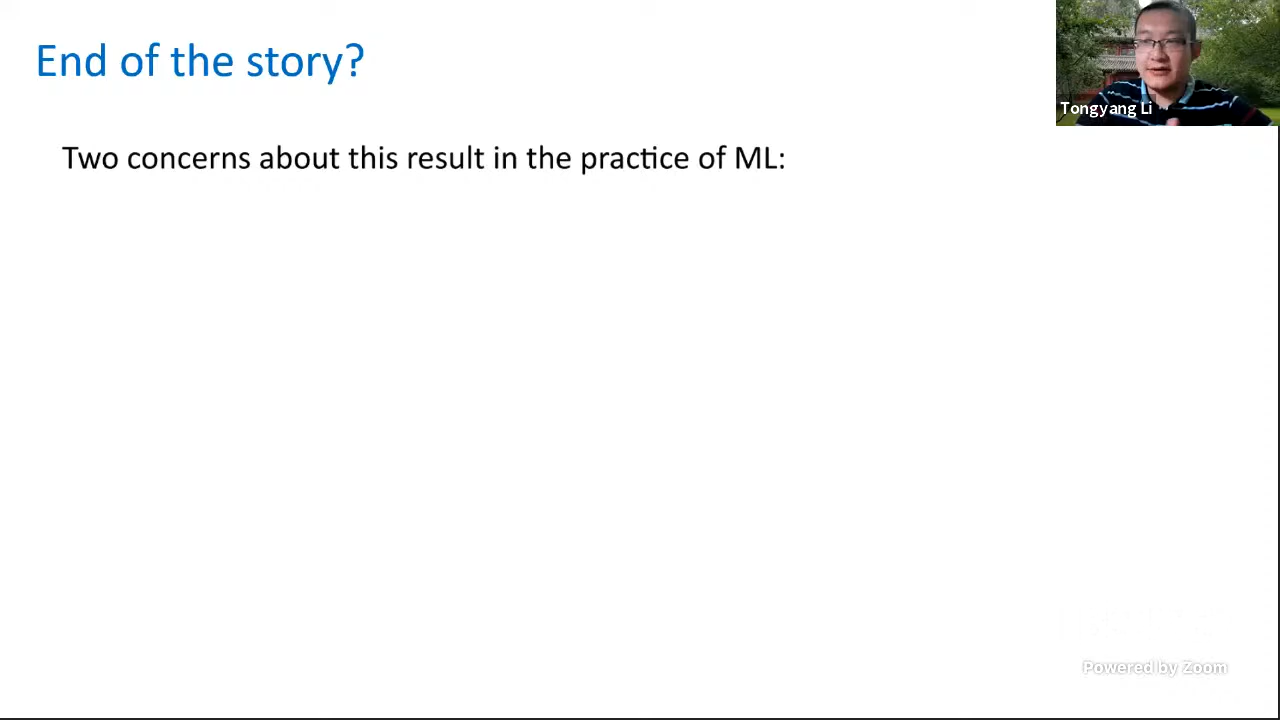 End of the story?
Tongyang Li
Two concerns about this result in the practice of ML:
Powered by Zoom